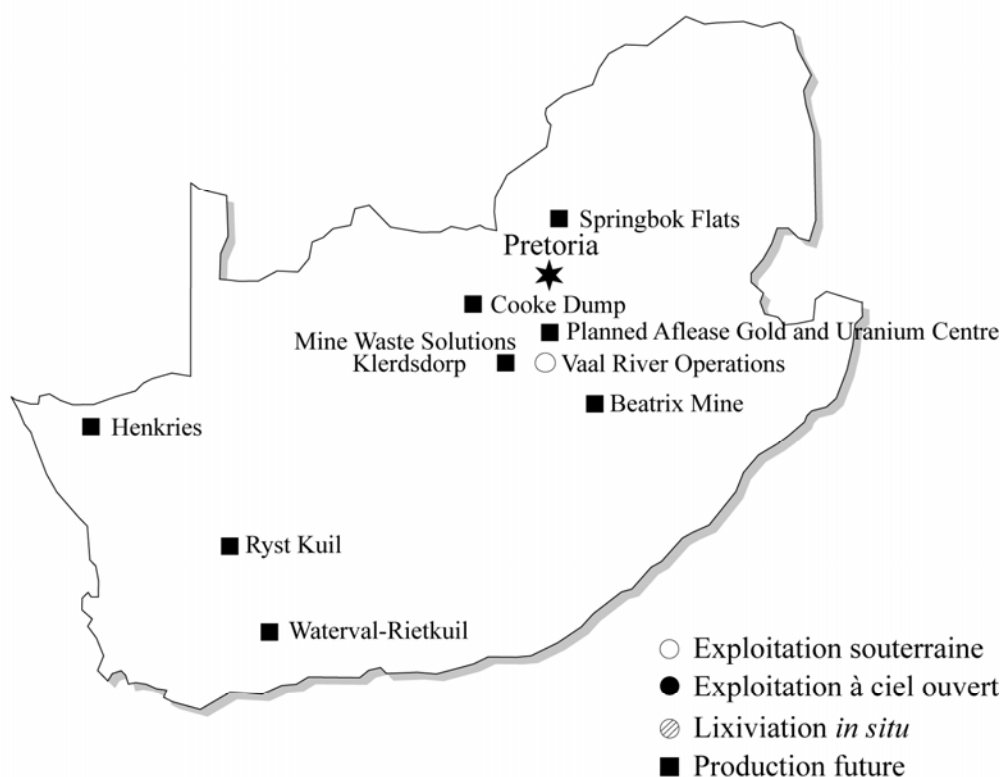 Springbok Flats
Pretoria
Cooke Dump
Planned Aflease Gold and Uranium Centre
Mine Waste Solutions
Klerdsdorp
Vaal River Operations
Beatrix Mine
Henkries
Ryst Kuil
Waterval-Rietkuil
Exploitation souterraine
Exploitation à ciel ouvert
Lixiviation in situ
Production future